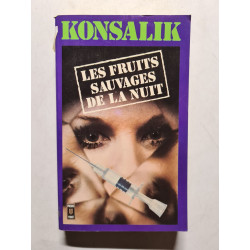 KONSALIK
LES FRUITS
SAUVAGES
DE LA NUIT